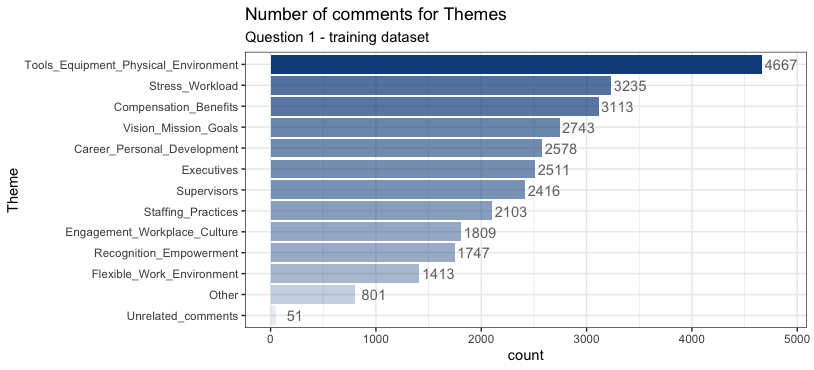 Number of comments for Themes
Question 1 - training dataset
Theme
Tools_Equipment_Physical_Environment 4667
Stress_Workload 3235
Compensation_Benefits 3113
Vision_Mission_Goals 2743
Career_Personal_Development 2578
Executives 2511
Supervisors 2416
Staffing_Practices 2103
Engagement_Workplace_Culture 1809
Recognition_Empowerment 1747
Flexible_Work_Environment 1413
Other 801
Unrelated_comments 51
0 1000 2000 3000 4000 5000
count